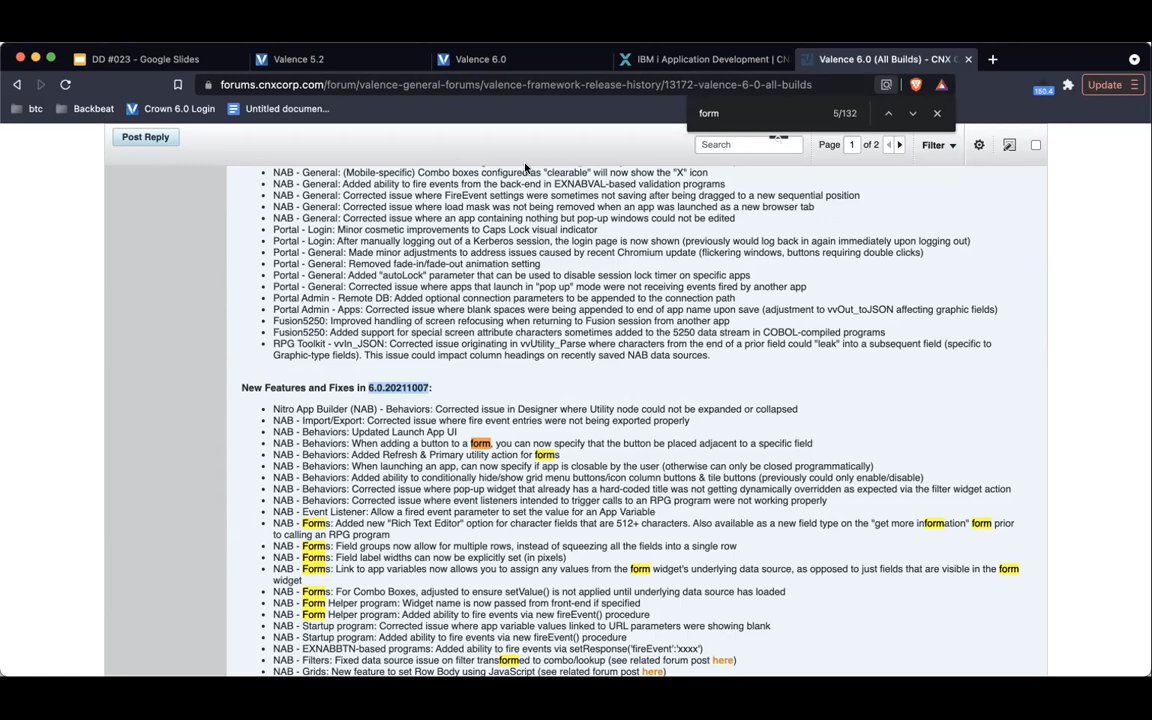 DD #023 - Google Slides
Valence 5.2
Valence 6.0
IBM i Application Development | CN
Valence 6.0 (All Builds) - CNX C
forums.cnxcorp.com/forum/valence-general-forums/valence-framework-release-history/13172-valence-6-0-all-builds
150.4
Update
btc
Backbeat
Crown 6.0 Login
Untitled documen...
form
5/132
Post Reply
Search
Page 1 of 2
Filter
NAB - General: (Mobile-specific) Combo boxes configured as "clearable" will now show the "X" icon
NAB - General: Added ability to fire events from the back-end in EXNABVAL-based validation programs
NAB - General: Corrected issue where FireEvent settings were sometimes not saving after being dragged to a new sequential position
NAB - General: Corrected issue where load mask was not being removed when an app was launched as a new browser tab
NAB - General: Corrected issue where an app containing nothing but pop-up windows could not be edited
Portal - Login: Minor cosmetic improvements to Caps Lock visual indicator
Portal - Login: After manually logging out of a Kerberos session, the login page is now shown (previously would log back in again immediately upon logging out)
Portal - General: Made minor adjustments to address issues caused by recent Chromium update (flickering windows, buttons requiring double clicks)
Portal - General: Removed fade-in/fade-out animation setting
Portal - General: Added "autoLock" parameter that can be used to disable session lock timer on specific apps
Portal - General: Corrected issue where apps that launch in "pop up" mode were not receiving events fired by another app
Portal Admin - Remote DB: Added optional connection parameters to be appended to the connection path
Portal Admin - Apps: Corrected issue where blank spaces were being appended to end of app name upon save (adjustment to vvOut_toJSON affecting graphic fields)
Fusion5250: Improved handling of screen refocusing when returning to Fusion session from another app
Fusion5250: Added support for special screen attribute characters sometimes added to the 5250 data stream in COBOL-compiled programs
RPG Toolkit - vvIn_JSON: Corrected issue originating in vvUtility_Parse where characters from the end of a prior field could "leak" into a subsequent field (specific to
Graphic-type fields). This issue could impact column headings on recently saved NAB data sources.
New Features and Fixes in 6.0.20211007:
Nitro App Builder (NAB) - Behaviors: Corrected issue in Designer where Utility node could not be expanded or collapsed
NAB - Import/Export: Corrected issue where fire event entries were not being exported properly
NAB - Behaviors: Updated Launch App UI
NAB - Behaviors: When adding a button to a form, you can now specify that the button be placed adjacent to a specific field
NAB - Behaviors: Added Refresh & Primary utility action for forms
NAB - Behaviors: When launching an app, can now specify if app is closable by the user (otherwise can only be closed programmatically)
NAB - Behaviors: Added ability to conditionally hide/show grid menu buttons/icon column buttons & tile buttons (previously could only enable/disable)
NAB - Behaviors: Corrected issue where pop-up widget that already has a hard-coded title was not getting dynamically overridden as expected via the filter widget action
NAB - Behaviors: Corrected issue where event listeners intended to trigger calls to an RPG program were not working properly
NAB - Event Listener: Allow a fired event parameter to set the value for an App Variable
NAB - Forms: Added new "Rich Text Editor" option for character fields that are 512+ characters. Also available as a new field type on the "get more information" form prior
to calling an RPG program
NAB - Forms: Field groups now allow for multiple rows, instead of squeezing all the fields into a single row
NAB - Forms: Field label widths can now be explicitly set (in pixels)
NAB - Forms: Link to app variables now allows you to assign any values from the form widget's underlying data source, as opposed to just fields that are visible in the form
widget
NAB - Forms: For Combo Boxes, adjusted to ensure setValue() is not applied until underlying data source has loaded
NAB - Form Helper program: Widget name is now passed from front-end if specified
NAB - Form Helper program: Added ability to fire events via new fireEvent() procedure
NAB - Startup program: Corrected issue where app variable values linked to URL parameters were showing blank
NAB - Startup program: Added ability to fire events via new fireEvent() procedure
NAB - EXNABBTN-based programs: Added ability to fire events via setResponse('fireEvent':'xxxx')
NAB - Filters: Fixed data source issue on filter transformed to combo/lookup (see related forum post here)
NAB - Grids: New feature to set Row Body using JavaScript (see related forum post here)